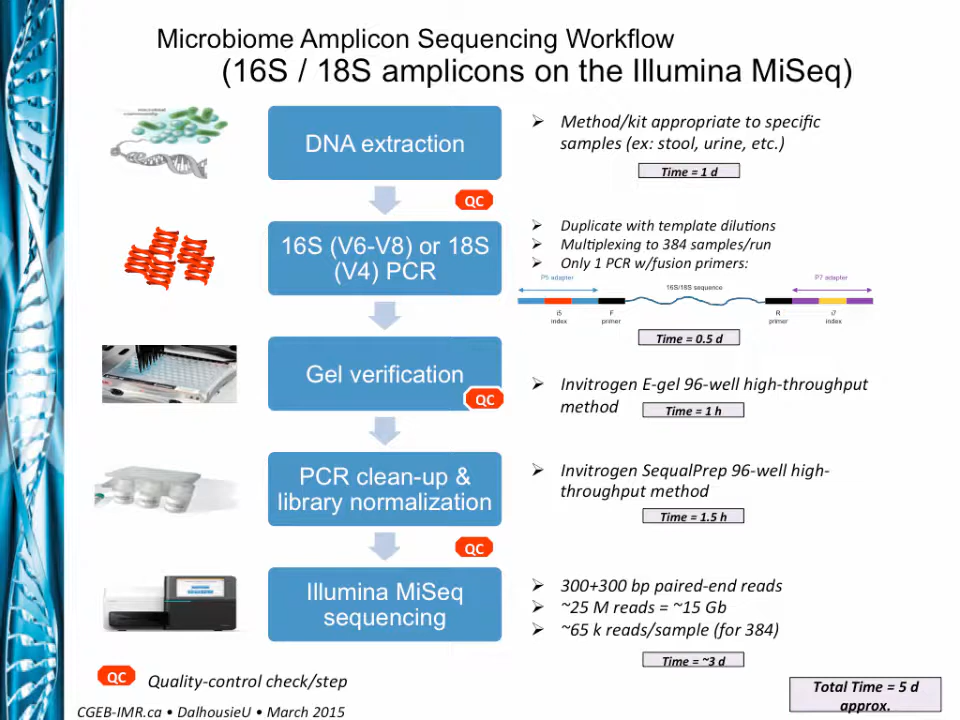 Microbiome Amplicon Sequencing Workflow
(16S / 18S amplicons on the Illumina MiSeq)
DNA extraction
➢ Method/kit appropriate to specific
samples (ex: stool, urine, etc.)
Time = 1 d
QC
16S (V6-V8) or 18S
(V4) PCR
➢ Duplicate with template dilutions
➢ Multiplexing to 384 samples/run
➢ Only 1 PCR w/fusion primers:
P5 adapter
P7 adapter
16S/18S sequence
i5
index
F
primer
R
primer
i7
index
Time = 0.5 d
Gel verification
QC
➢ Invitrogen E-gel 96-well high-throughput
method
Time = 1 h
PCR clean-up &
library normalization
➢ Invitrogen SequalPrep 96-well high-
throughput method
Time = 1.5 h
QC
Illumina MiSeq
sequencing
➢ 300+300 bp paired-end reads
➢ ~25 M reads = ~15 Gb
➢ ~65 k reads/sample (for 384)
Time = ~3 d
QC Quality-control check/step
Total Time = 5 d
approx.
CGEB-IMR.ca • DalhousieU • March 2015